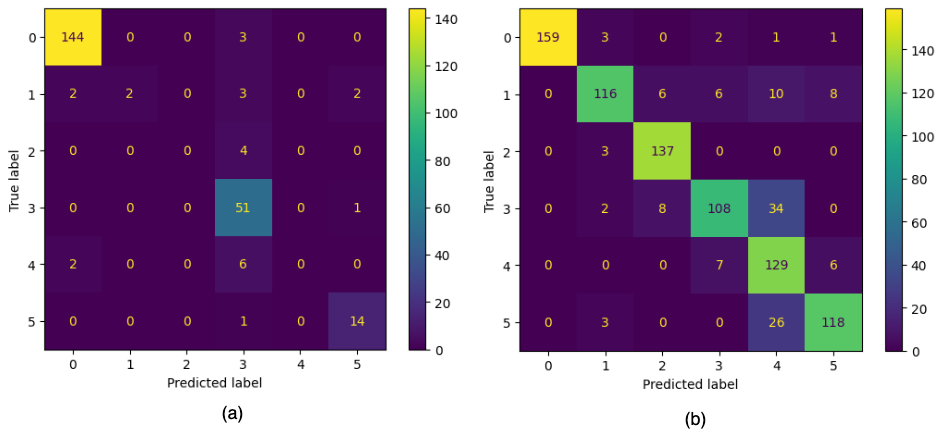 0 144 0 0 3 0 0
1 2 2 0 3 0 2
2 0 0 0 4 0 0
3 0 0 0 51 0 1
4 2 0 0 6 0 0
5 0 0 0 1 0 14
0 1 2 3 4 5
Predicted label
True label
140
120
100
80
60
40
20
0
(a)
0 159 3 0 2 1 1
1 0 116 6 6 10 8
2 0 3 137 0 0 0
3 0 2 8 108 34 0
4 0 0 0 7 129 6
5 0 3 0 0 26 118
0 1 2 3 4 5
Predicted label
True label
140
120
100
80
60
40
20
0
(b)